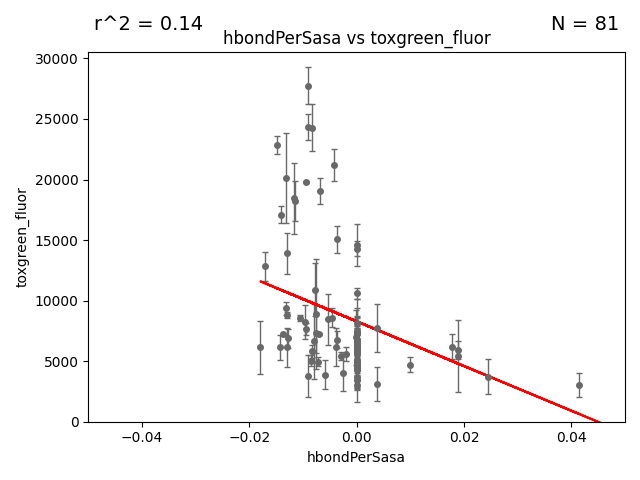 r^2 = 0.14
N = 81
hbondPerSasa vs toxgreen_fluor
30000
25000
20000
15000
10000
5000
0
toxgreen_fluor
−0.04
−0.02
0.00
0.02
0.04
hbondPerSasa